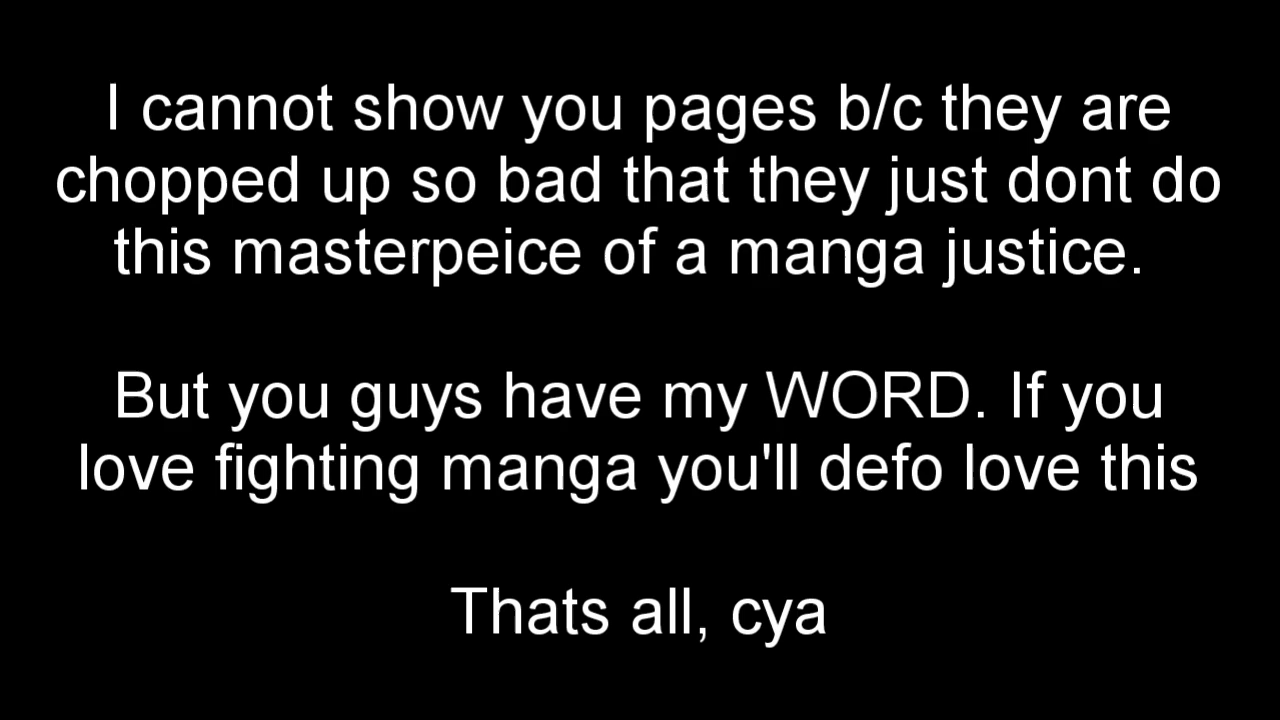 I cannot show you pages b/c they are
chopped up so bad that they just dont do
this masterpeice of a manga justice.
But you guys have my WORD. If you
love fighting manga you'll defo love this
Thats all, cya